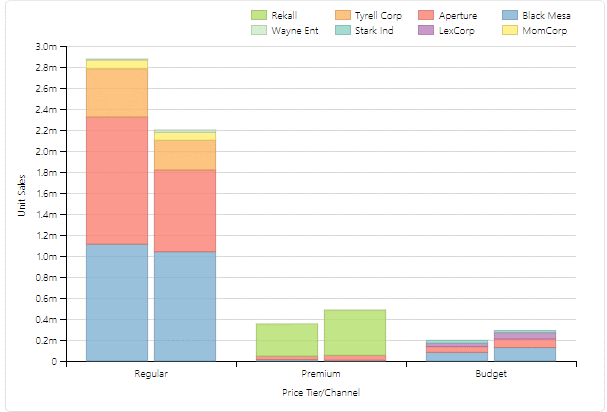 Rekall Tyrell Corp Aperture Black Mesa
Wayne Ent Stark Ind LexCorp MomCorp
3.0m
2.8m
2.6m
2.4m
2.2m
2.0m
1.8m
1.6m
1.4m
1.2m
1.0m
0.8m
0.6m
0.4m
0.2m
0
Unit Sales
Regular Premium Budget
Price Tier/Channel